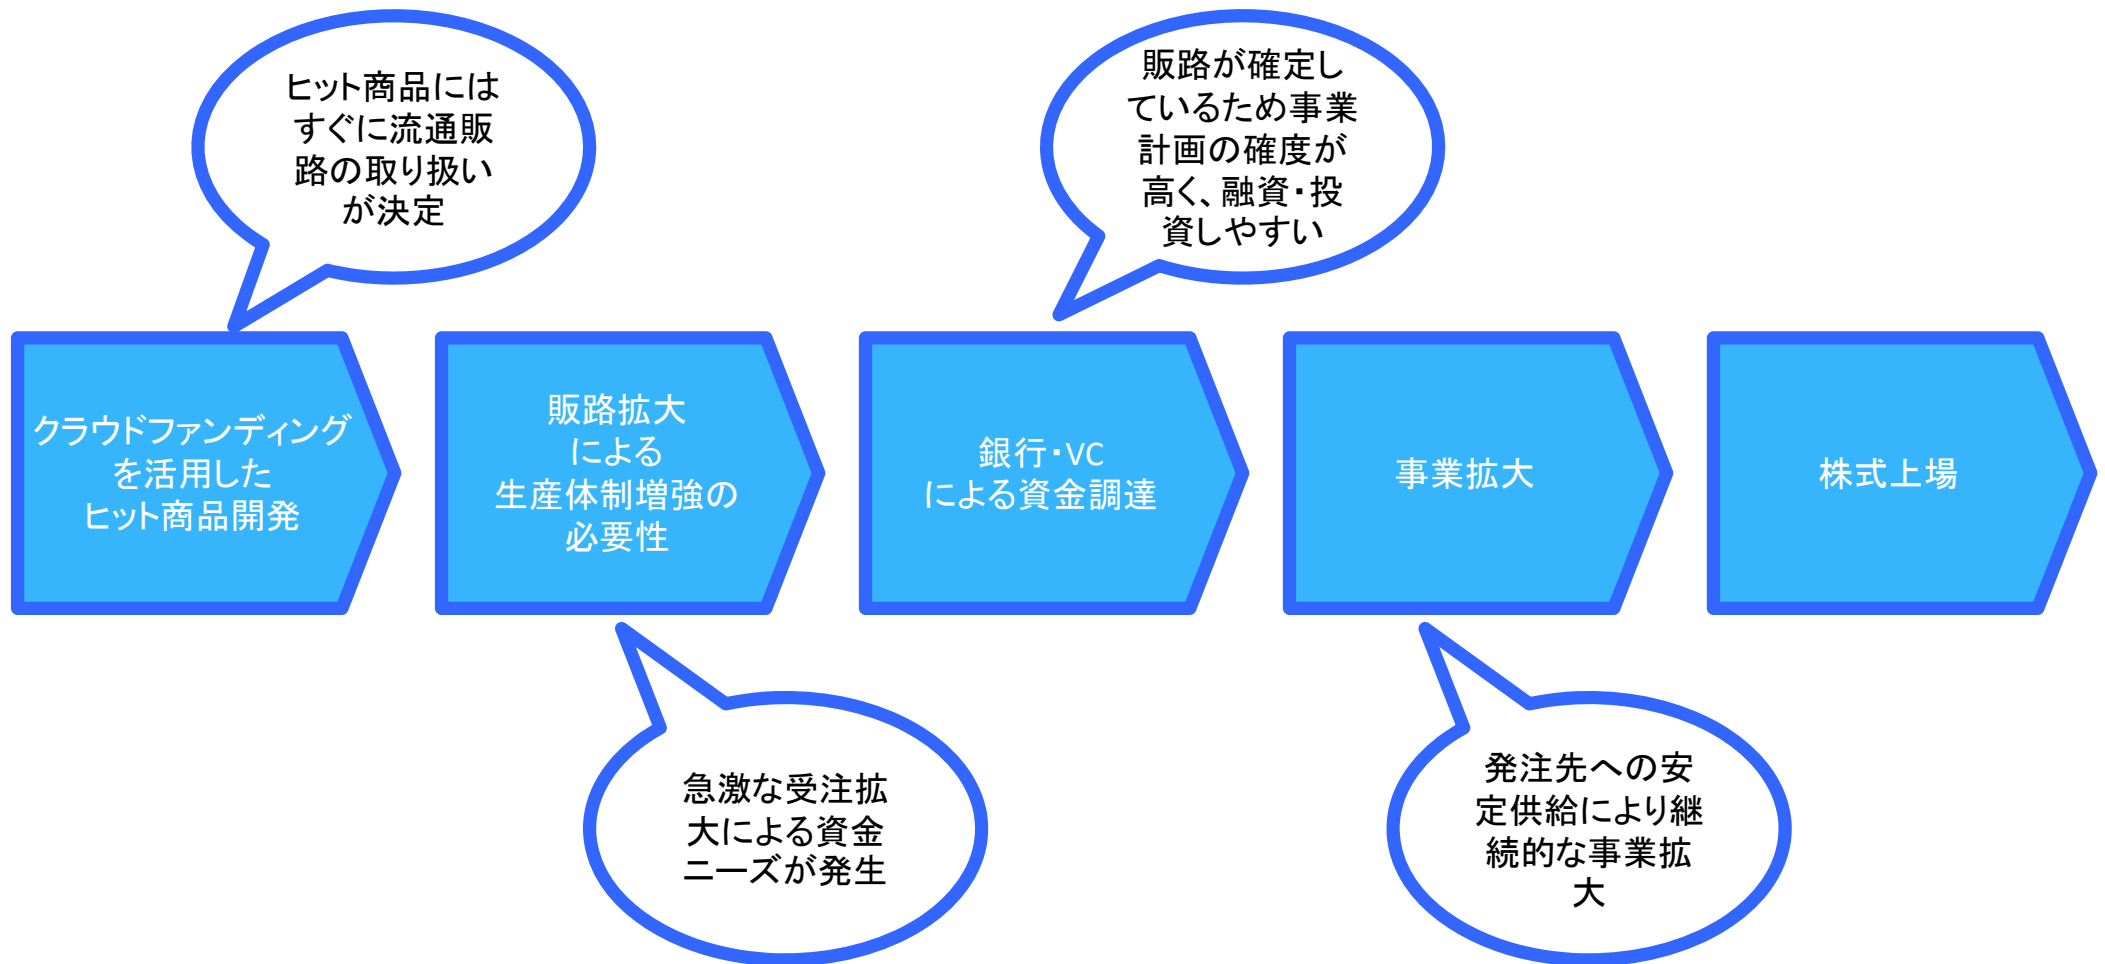 ヒット商品には
すぐに流通販
路の取り扱い
が決定
販路が確定し
ているため事業
計画の確度が
高く、融資・投
資しやすい
クラウドファンディング
を活用した
ヒット商品開発
販路拡大
による
生産体制増強の
必要性
銀行・VC
による資金調達
事業拡大
株式上場
急激な受注拡
大による資金
ニーズが発生
発注先への安
定供給により継
続的な事業拡
大